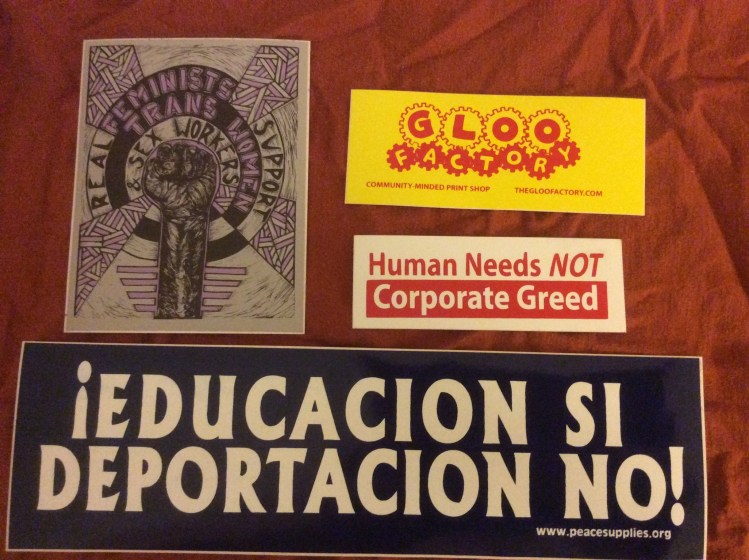 REAL FEMINISTS SUPPORT
TRANS WOMEN
& SEX WORKERS
GLOO
FACTORY
COMMUNITY-MINDED PRINT SHOP THEGLOOFACTORY.COM
Human Needs NOT
Corporate Greed
¡EDUCACION SI
DEPORTACION NO!
www.peacesupplies.org